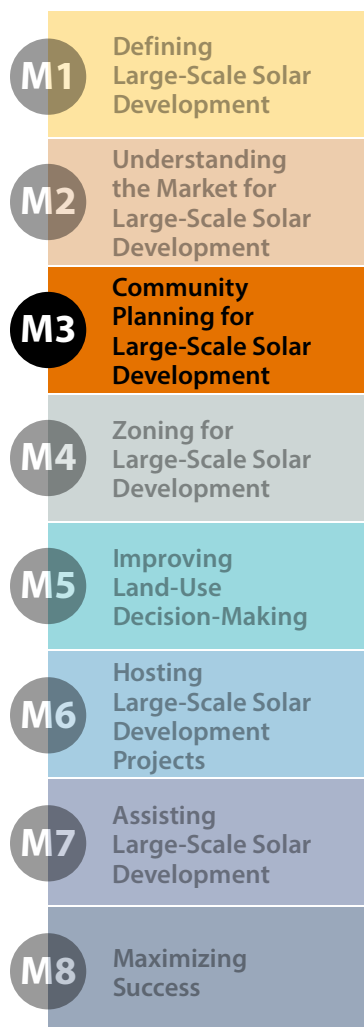 M1
Defining
Large-Scale Solar
Development
M2
Understanding
the Market for
Large-Scale Solar
Development
M3
Community
Planning for
Large-Scale Solar
Development
M4
Zoning for
Large-Scale Solar
Development
M5
Improving
Land-Use
Decision-Making
M6
Hosting
Large-Scale Solar
Development
Projects
M7
Assisting
Large-Scale Solar
Development
M8
Maximizing
Success